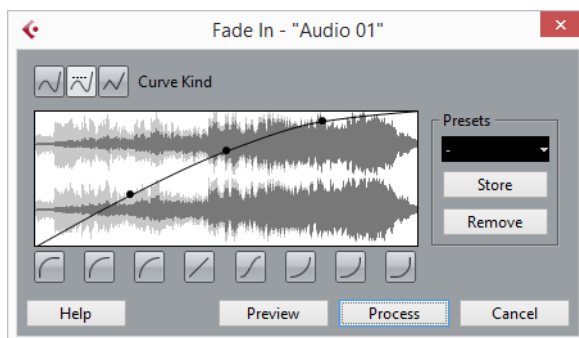 Fade In - "Audio 01"
Curve Kind
Presets
-
Store
Remove
Help
Preview
Process
Cancel